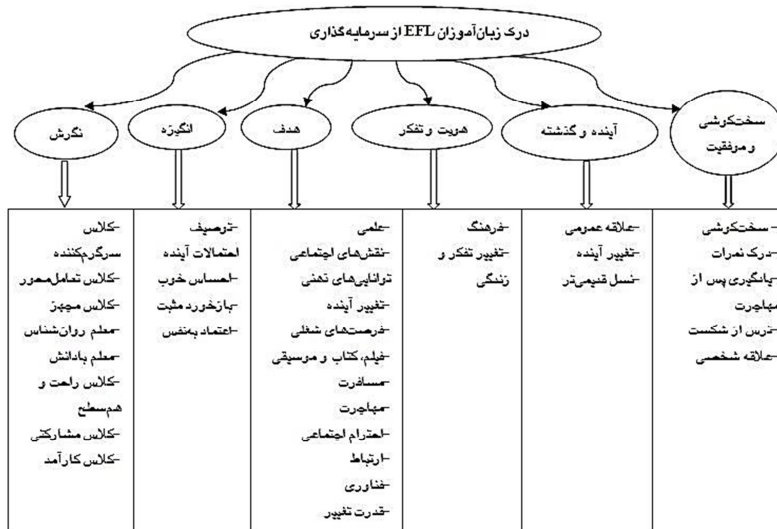 درک زبان‌آموزان EFL از سرمایه‌گذاری
سخت‌کوشی
و موفقیت
آینده و گذشته
هویت و تفکر
هدف
انگیزه
نگرش
-سخت‌کوشی
-درک نمرات
-یادگیری پس از
مهاجرت
-ترس از شکست
-علاقه شخصی
-علاقه عمومی
-تغییر آینده
-نسل قدیمی‌تر
-فرهنگ
-تغییر تفکر و
زندگی
-علمی
-نقش‌های اجتماعی
توانایی‌های ذهنی
-تغییر آینده
-فرصت‌های شغلی
-فیلم، کتاب و موسیقی
-مسافرت
-مهاجرت
-احترام اجتماعی
-ارتباط
-فناوری
-قدرت تغییر
-توصیف
احتمالات آینده
-احساس خوب
-بازخورد مثبت
-اعتماد به‌نفس
-کلاس
سرگرم‌کننده
-کلاس تعامل‌محور
-کلاس مجهز
-معلم روان‌شناس
-معلم بادانش
-کلاس راحت و
هم‌سطح
-کلاس مشارکتی
-کلاس کارآمد